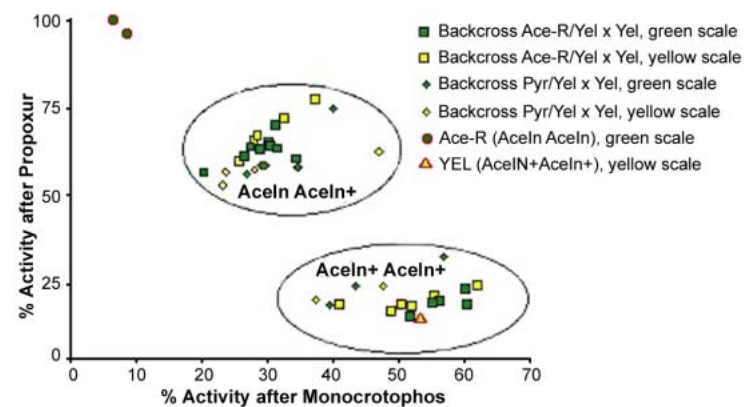 100
75
50
25
0
% Activity after Propoxur
0 10 20 30 40 50 60 70
% Activity after Monocrotophos
AceIn AceIn+
AceIn+ AceIn+
Backcross Ace-R/Yel x Yel, green scale
Backcross Ace-R/Yel x Yel, yellow scale
Backcross Pyr/Yel x Yel, green scale
Backcross Pyr/Yel x Yel, yellow scale
Ace-R (AceIn AceIn), green scale
YEL (AceIN+AceIn+), yellow scale